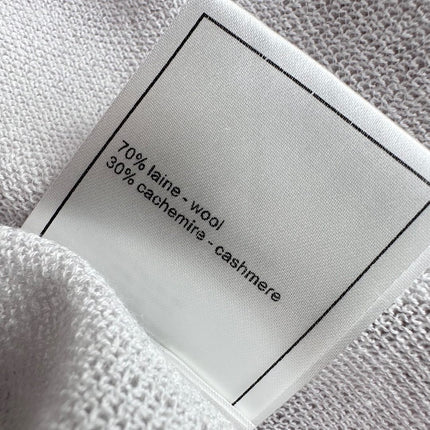 70% laine - wool
30% cachemire - cashmere